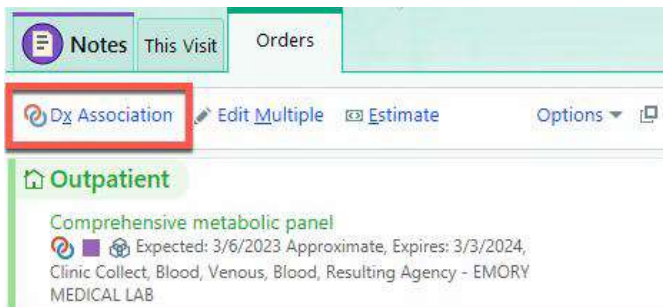 Notes This Visit Orders
Dx Association Edit Multiple Estimate Options
Outpatient
Comprehensive metabolic panel
Expected: 3/6/2023 Approximate, Expires: 3/3/2024,
Clinic Collect, Blood, Venous, Blood, Resulting Agency - EMORY
MEDICAL LAB